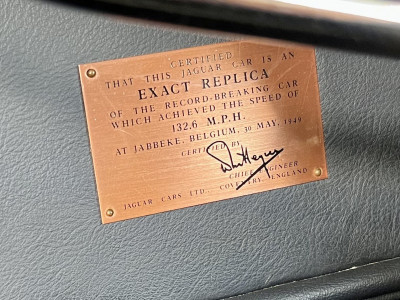 CERTIFIED
THAT THIS JAGUAR CAR IS AN
EXACT REPLICA
OF THE RECORD-BREAKING CAR
WHICH ACHIEVED THE SPEED OF
132.6 M.P.H.
AT JABBEKE, BELGIUM, 30 MAY, 1949
CERTIFIED BY
CHIEF ENGINEER
JAGUAR CARS LTD., COVENTRY, ENGLAND